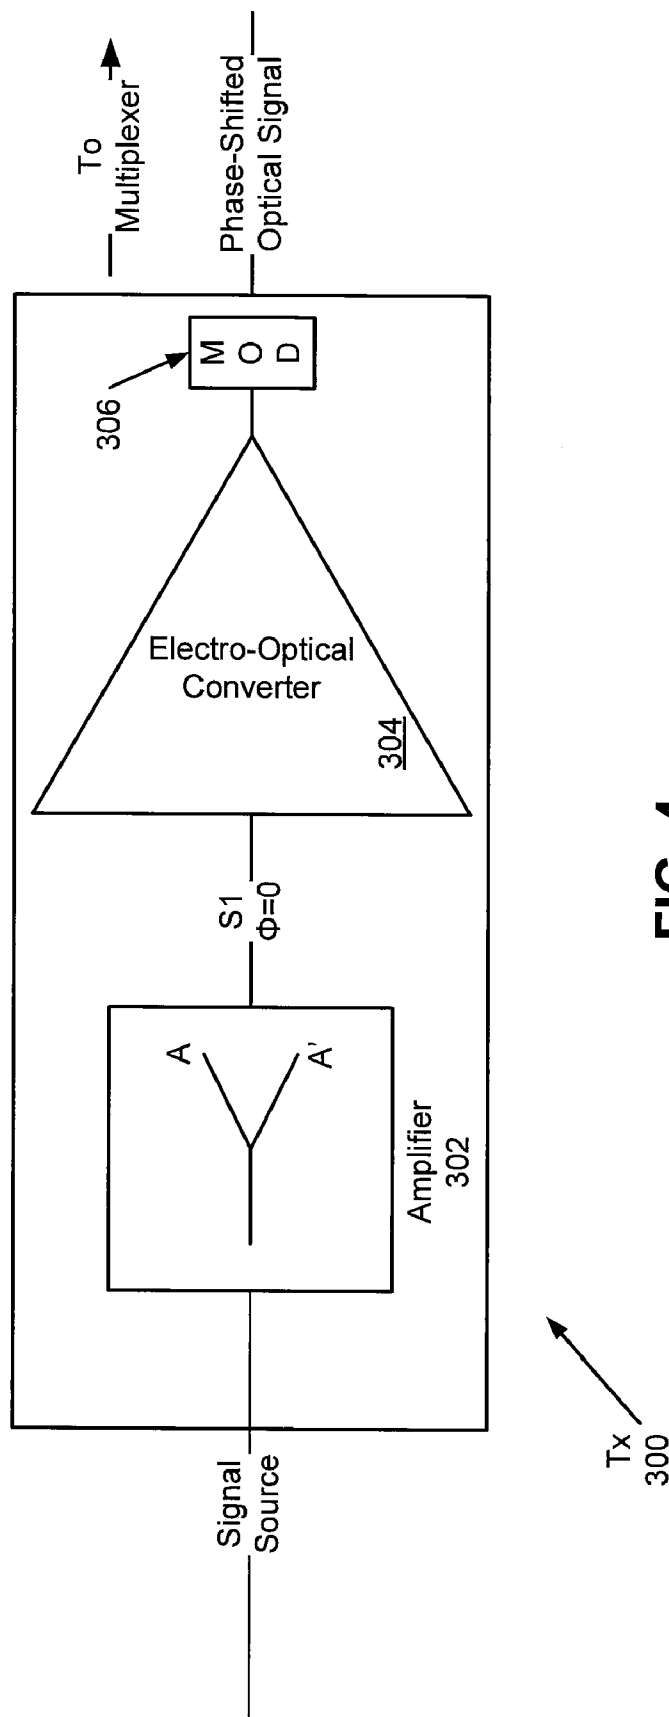 Signal
Source
A
A'
Amplifier
302
S1
Φ=0
Electro-Optical
Converter
304
306
M
O
D
To
Multiplexer
Phase-Shifted
Optical Signal
Tx
300
FIG